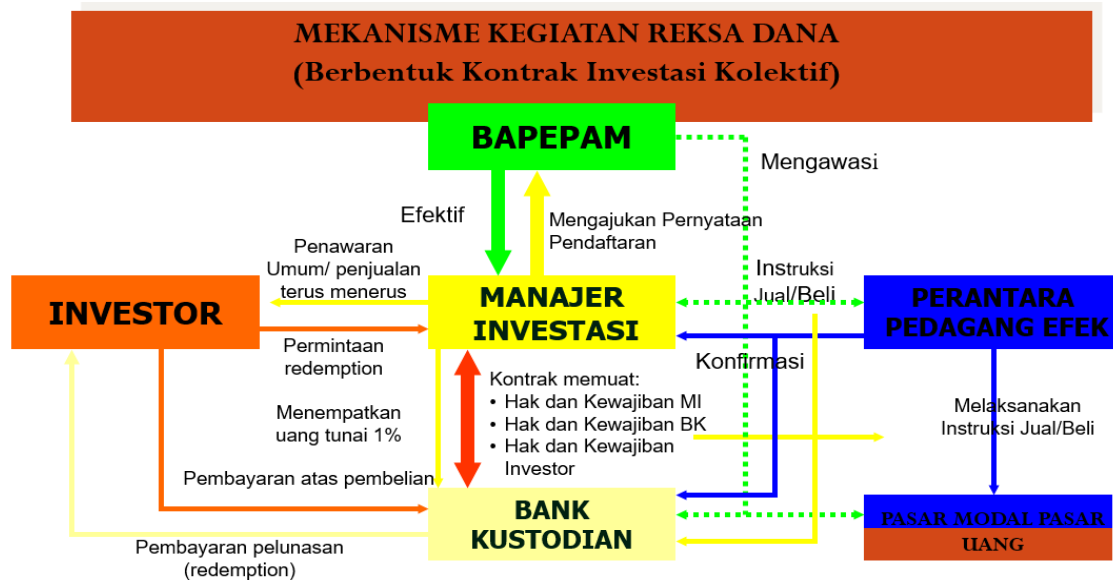 MEKANISME KEGIATAN REKSA DANA
(Berbentuk Kontrak Investasi Kolektif)
BAPEPAM
Mengawasi
Efektif
Mengajukan Pernyataan
Pendaftaran
Penawaran
Umum/ penjualan
terus menerus
Instruksi
Jual/Beli
INVESTOR
MANAJER
INVESTASI
PERANTARA
PEDAGANG EFEK
Permintaan
redemption
Konfirmasi
Kontrak memuat:
• Hak dan Kewajiban MI
• Hak dan Kewajiban BK
• Hak dan Kewajiban
Investor
Menempatkan
uang tunai 1%
Melaksanakan
Instruksi Jual/Beli
Pembayaran atas pembelian
BANK
KUSTODIAN
PASAR MODAL PASAR
UANG
Pembayaran pelunasan
(redemption)